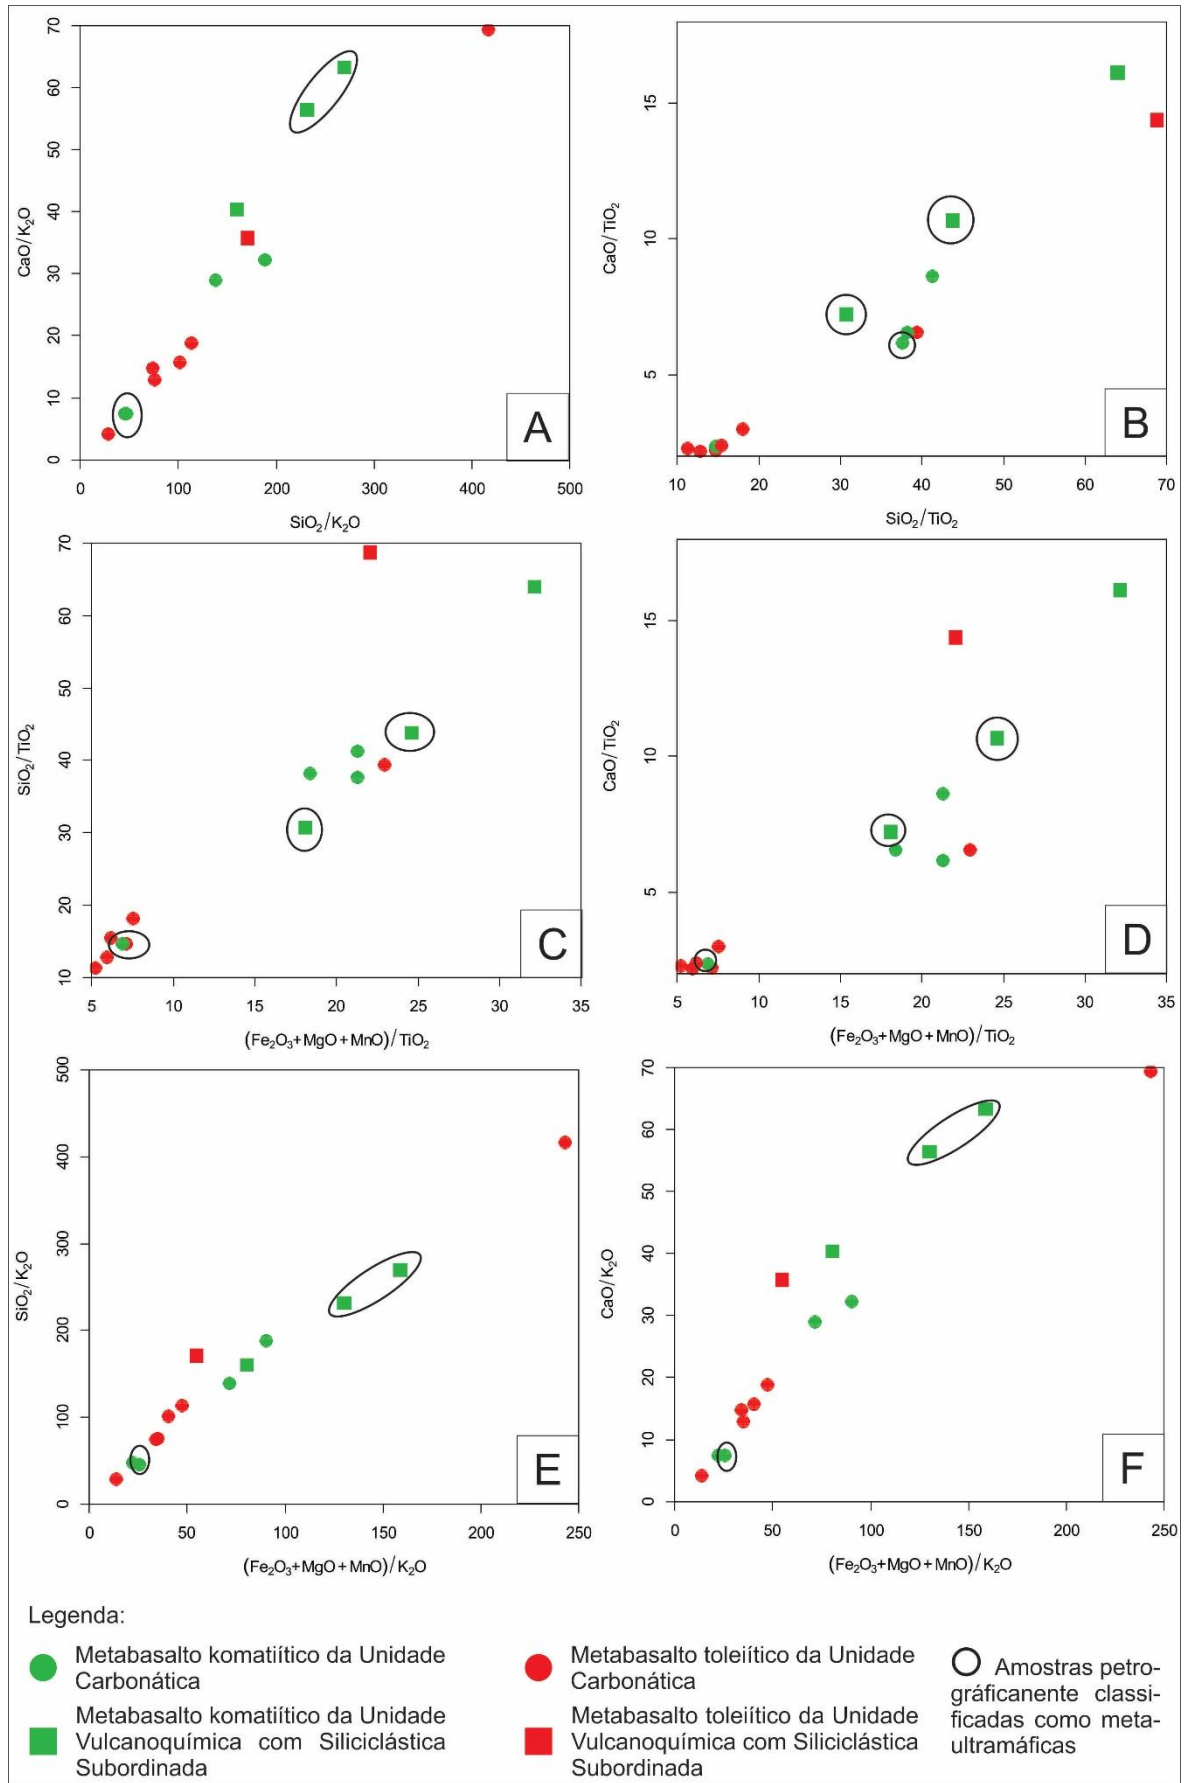 70
60
50
40
30
20
10
0
CaO/K₂O
A
0 100 200 300 400 500
SiO₂/K₂O
15
10
5
CaO/TiO₂
B
10 20 30 40 50 60 70
SiO₂/TiO₂
70
60
50
40
30
20
10
SiO₂/TiO₂
C
5 10 15 20 25 30 35
(Fe₂O₃+MgO+MnO)/TiO₂
15
10
5
CaO/TiO₂
D
5 10 15 20 25 30 35
(Fe₂O₃+MgO+MnO)/TiO₂
500
400
300
200
100
0
SiO₂/K₂O
E
0 50 100 150 200 250
(Fe₂O₃+MgO+MnO)/K₂O
70
60
50
40
30
20
10
0
CaO/K₂O
F
0 50 100 150 200 250
(Fe₂O₃+MgO+MnO)/K₂O
Legenda:
Metabasalto komatiítico da Unidade
Carbonática
Metabasalto komatiítico da Unidade
Vulcanoquímica com Siliciclástica
Subordinada
Metabasalto toleiítico da Unidade
Carbonática
Metabasalto toleiítico da Unidade
Vulcanoquímica com Siliciclástica
Subordinada
Amostras petro-
gráficanente classi-
ficadas como meta-
ultramáficas